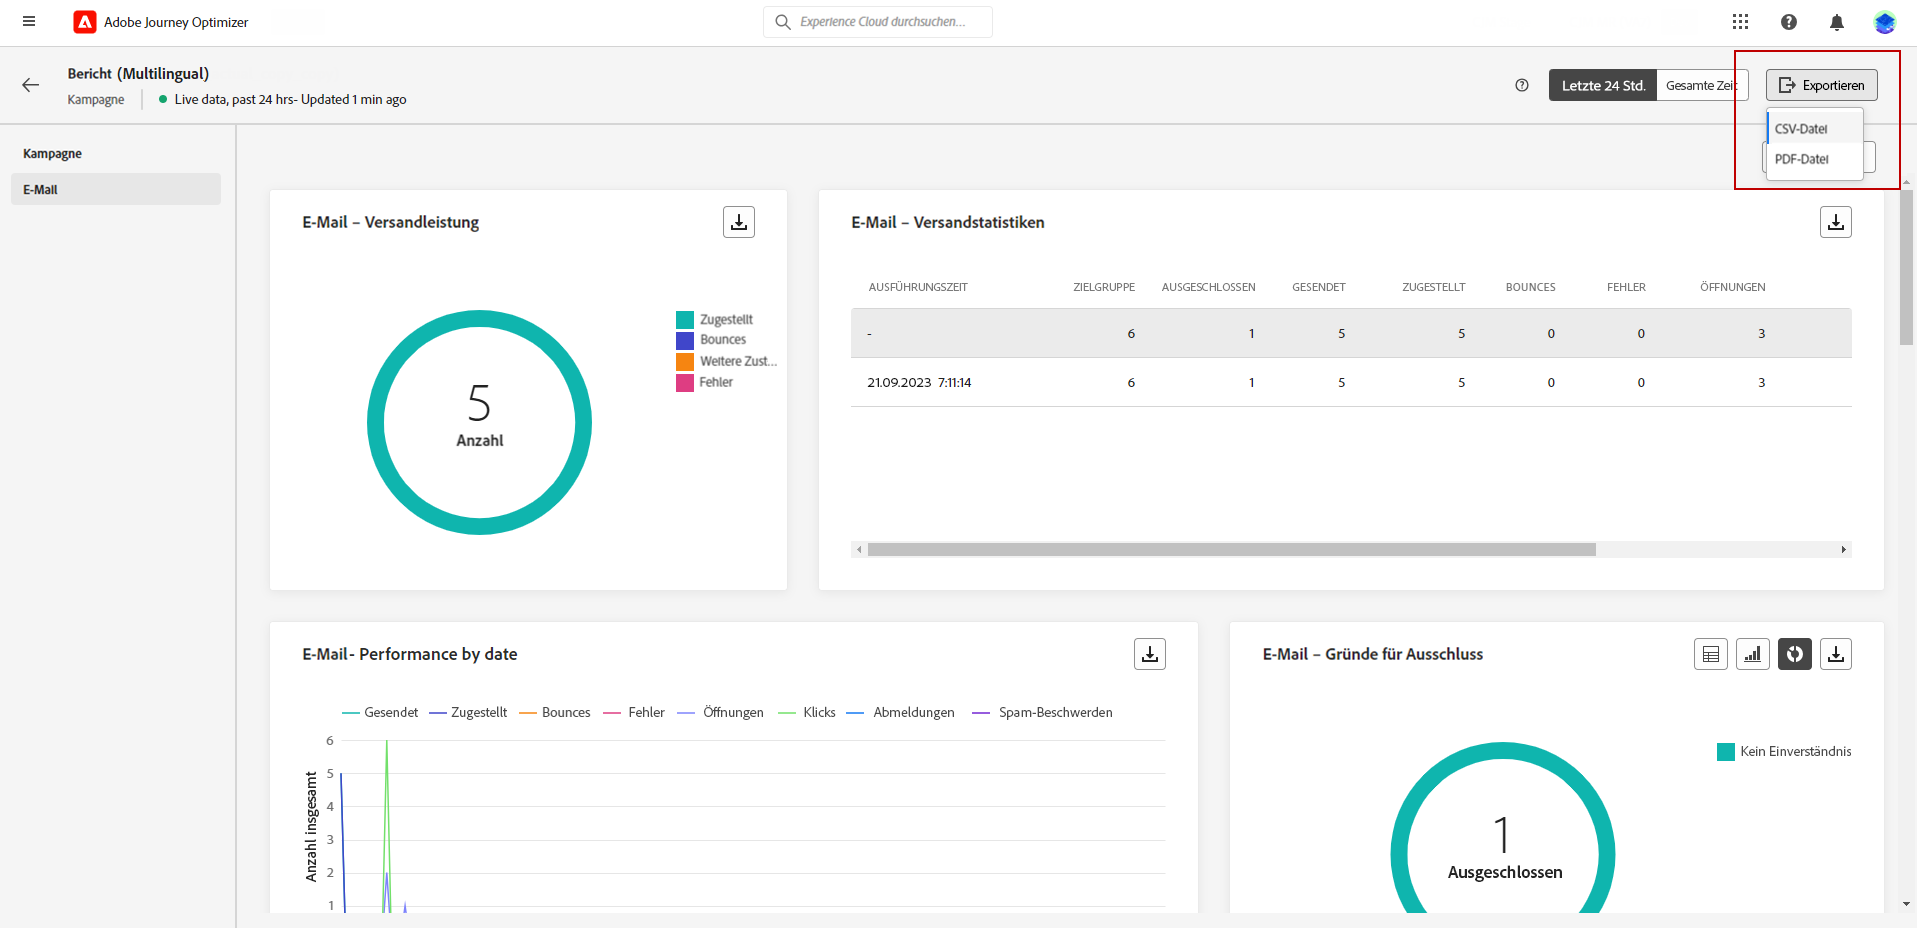 Adobe Journey Optimizer
Experience Cloud durchsuchen...
Bericht (Multilingual)
Kampagne
Live data, past 24 hrs- Updated 1 min ago
Letzte 24 Std.
Gesamte Zeit
Exportieren
CSV-Datei
PDF-Datei
Kampagne
E-Mail
E-Mail – Versandleistung
5
Anzahl
Zugestellt
Bounces
Weitere Zust...
Fehler
E-Mail – Versandstatistiken
AUSFÜHRUNGSZEIT ZIELGRUPPE AUSGESCHLOSSEN GESENDET ZUGESTELLT BOUNCES FEHLER ÖFFNUNGEN
- 6 1 5 5 0 0 3
21.09.2023 7:11:14 6 1 5 5 0 0 3
E-Mail- Performance by date
Gesendet Zugestellt Bounces Fehler Öffnungen Klicks Abmeldungen Spam-Beschwerden
Anzahl insgesamt
6
5
4
3
2
1
E-Mail – Gründe für Ausschluss
Kein Einverständnis
1
Ausgeschlossen